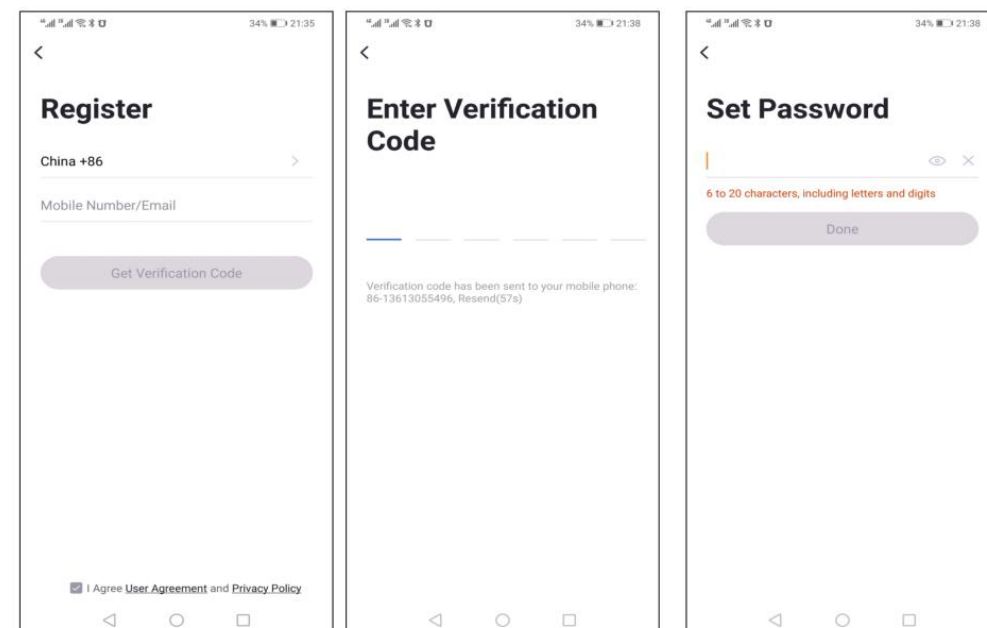 34% 21:35
Register
China +86
Mobile Number/Email
Get Verification Code
I Agree User Agreement and Privacy Policy
34% 21:38
Enter Verification
Code
Verification code has been sent to your mobile phone:
86-13613055496, Resend(57s)
34% 21:38
Set Password
6 to 20 characters, including letters and digits
Done